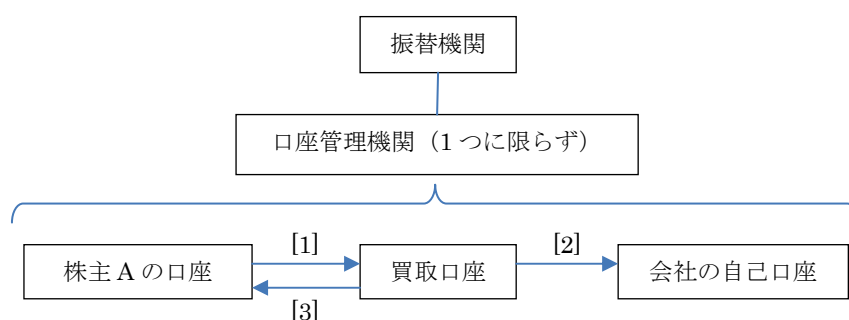 振替機関
口座管理機関（1 つに限らず）
[1]
[2]
株主 A の口座
買取口座
会社の自己口座
[3]